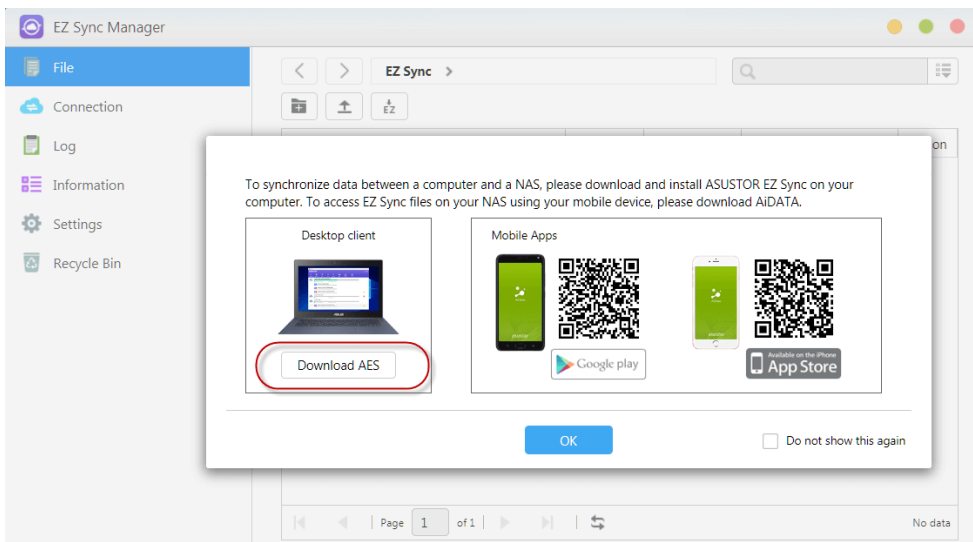 EZ Sync Manager
File
Connection
Log
Information
Settings
Recycle Bin
EZ Sync >
EZ
on
To synchronize data between a computer and a NAS, please download and install ASUSTOR EZ Sync on your
computer. To access EZ Sync files on your NAS using your mobile device, please download AiDATA.
Desktop client
Mobile Apps
Download AES
Google play
Available on the iPhone
App Store
OK
Do not show this again
Page 1 of 1
No data